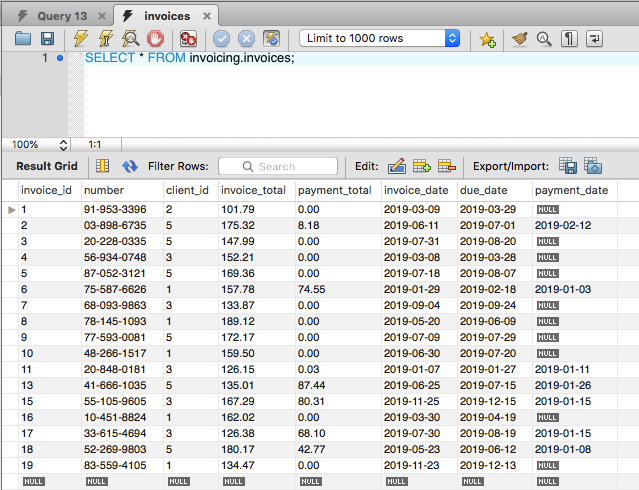 Query 13 invoices
Limit to 1000 rows
1 SELECT * FROM invoicing.invoices;
100% 1:1
Result Grid Filter Rows: Search Edit: Export/Import:
invoice_id number client_id invoice_total payment_total invoice_date due_date payment_date
1 91-953-3396 2 101.79 0.00 2019-03-09 2019-03-29 NULL
2 03-898-6735 5 175.32 8.18 2019-06-11 2019-07-01 2019-02-12
3 20-228-0335 5 147.99 0.00 2019-07-31 2019-08-20 NULL
4 56-934-0748 3 152.21 0.00 2019-03-08 2019-03-28 NULL
5 87-052-3121 5 169.36 0.00 2019-07-18 2019-08-07 NULL
6 75-587-6626 1 157.78 74.55 2019-01-29 2019-02-18 2019-01-03
7 68-093-9863 3 133.87 0.00 2019-09-04 2019-09-24 NULL
8 78-145-1093 1 189.12 0.00 2019-05-20 2019-06-09 NULL
9 77-593-0081 5 172.17 0.00 2019-07-09 2019-07-29 NULL
10 48-266-1517 1 159.50 0.00 2019-06-30 2019-07-20 NULL
11 20-848-0181 3 126.15 0.03 2019-01-07 2019-01-27 2019-01-11
13 41-666-1035 5 135.01 87.44 2019-06-25 2019-07-15 2019-01-26
15 55-105-9605 3 167.29 80.31 2019-11-25 2019-12-15 2019-01-15
16 10-451-8824 1 162.02 0.00 2019-03-30 2019-04-19 NULL
17 33-615-4694 3 126.38 68.10 2019-07-30 2019-08-19 2019-01-15
18 52-269-9803 5 180.17 42.77 2019-05-23 2019-06-12 2019-01-08
19 83-559-4105 1 134.47 0.00 2019-11-23 2019-12-13 NULL
NULL NULL NULL NULL NULL NULL NULL NULL